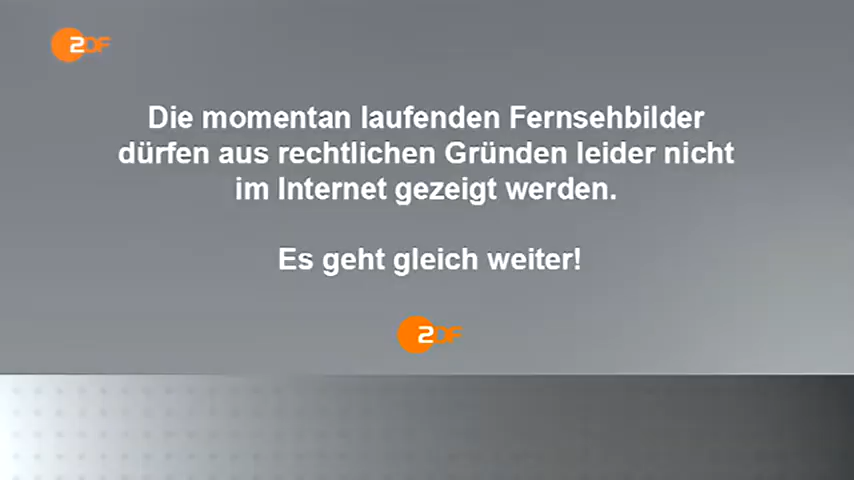 ZDF
Die momentan laufenden Fernsehbilder
dürfen aus rechtlichen Gründen leider nicht
im Internet gezeigt werden.
Es geht gleich weiter!
ZDF